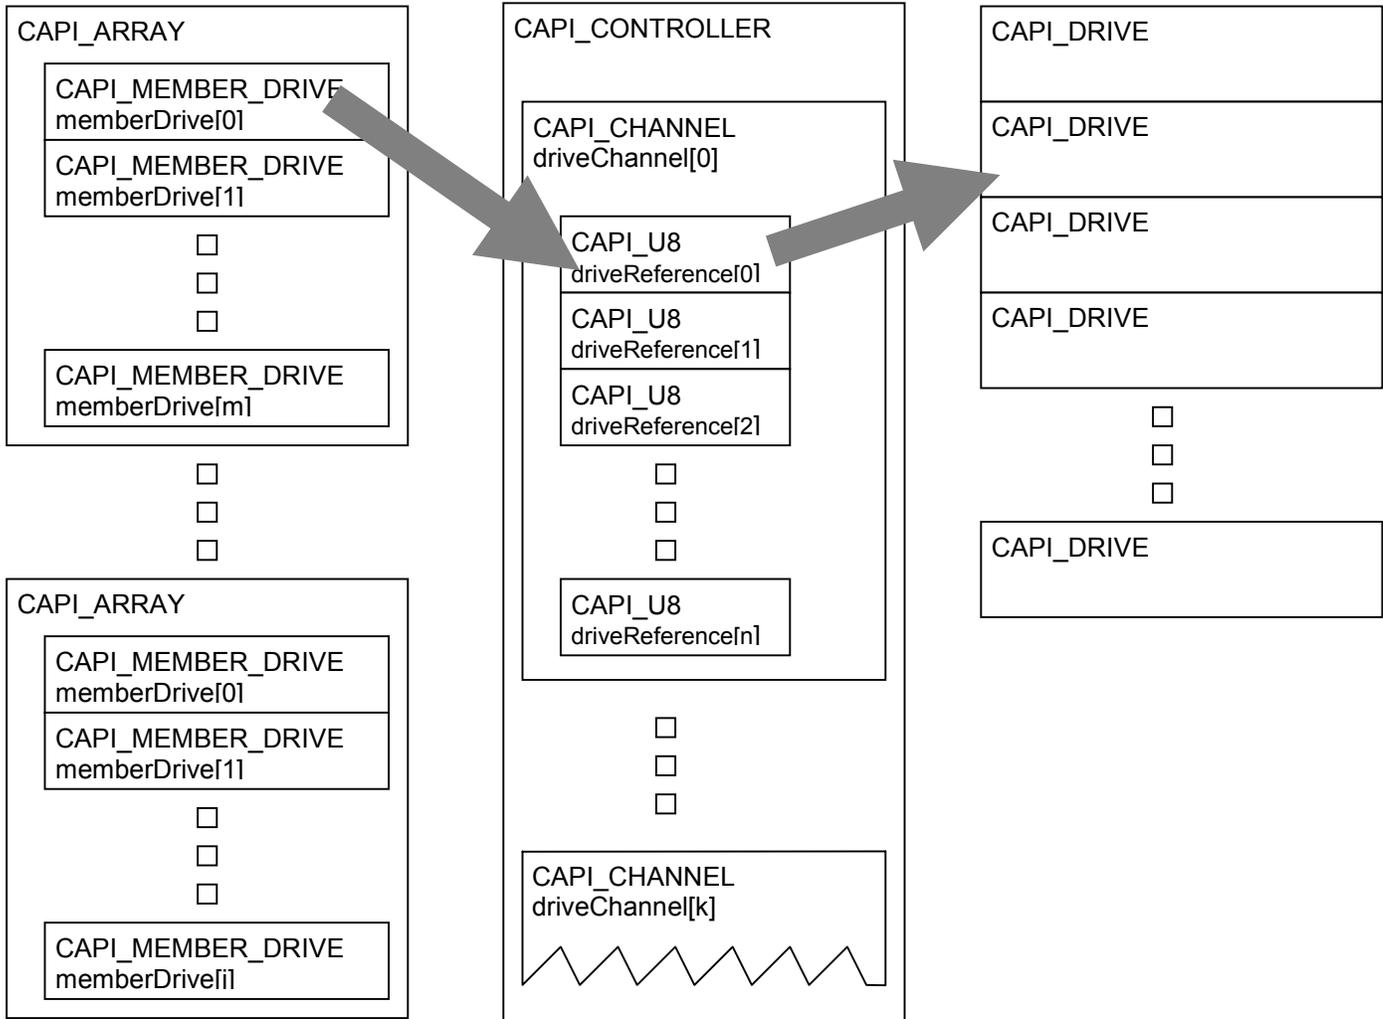 CAPI_ARRAY
CAPI_MEMBER_DRIVE
memberDrive[0]
CAPI_MEMBER_DRIVE
memberDrive[1]
CAPI_MEMBER_DRIVE
memberDrive[m]
CAPI_ARRAY
CAPI_MEMBER_DRIVE
memberDrive[0]
CAPI_MEMBER_DRIVE
memberDrive[1]
CAPI_MEMBER_DRIVE
memberDrive[j]
CAPI_CONTROLLER
CAPI_CHANNEL
driveChannel[0]
CAPI_U8
driveReference[0]
CAPI_U8
driveReference[1]
CAPI_U8
driveReference[2]
CAPI_U8
driveReference[n]
CAPI_CHANNEL
driveChannel[k]
CAPI_DRIVE
CAPI_DRIVE
CAPI_DRIVE
CAPI_DRIVE
CAPI_DRIVE